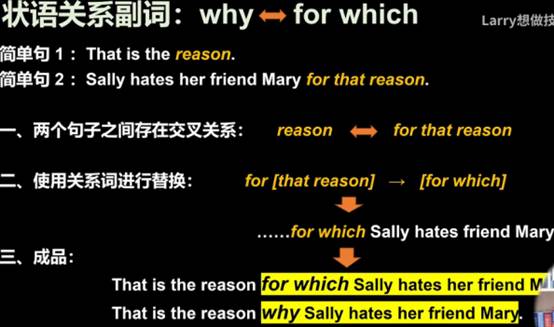 状语关系副词：why ↔ for which
Larry想做技
简单句 1 ：That is the reason.
简单句 2 ：Sally hates her friend Mary for that reason.
一、两个句子之间存在交叉关系： reason ↔ for that reason
二、使用关系词进行替换： for [that reason] → [for which]
……for which Sally hates friend Mary
三、成品：
That is the reason for which Sally hates her friend M
That is the reason why Sally hates her friend Mary.